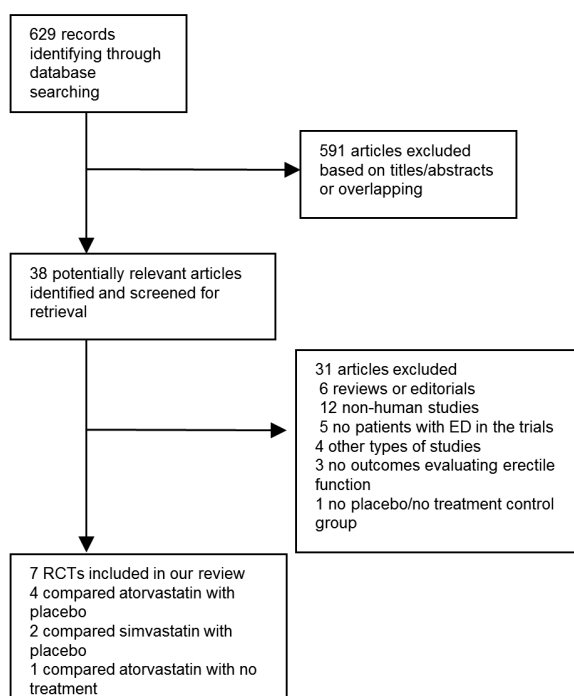 629 records
identifying through
database
searching
591 articles excluded
based on titles/abstracts
or overlapping
38 potentially relevant articles
identified and screened for
retrieval
31 articles excluded
6 reviews or editorials
12 non-human studies
5 no patients with ED in the trials
4 other types of studies
3 no outcomes evaluating erectile
function
1 no placebo/no treatment control
group
7 RCTs included in our review
4 compared atorvastatin with
placebo
2 compared simvastatin with
placebo
1 compared atorvastatin with no
treatment